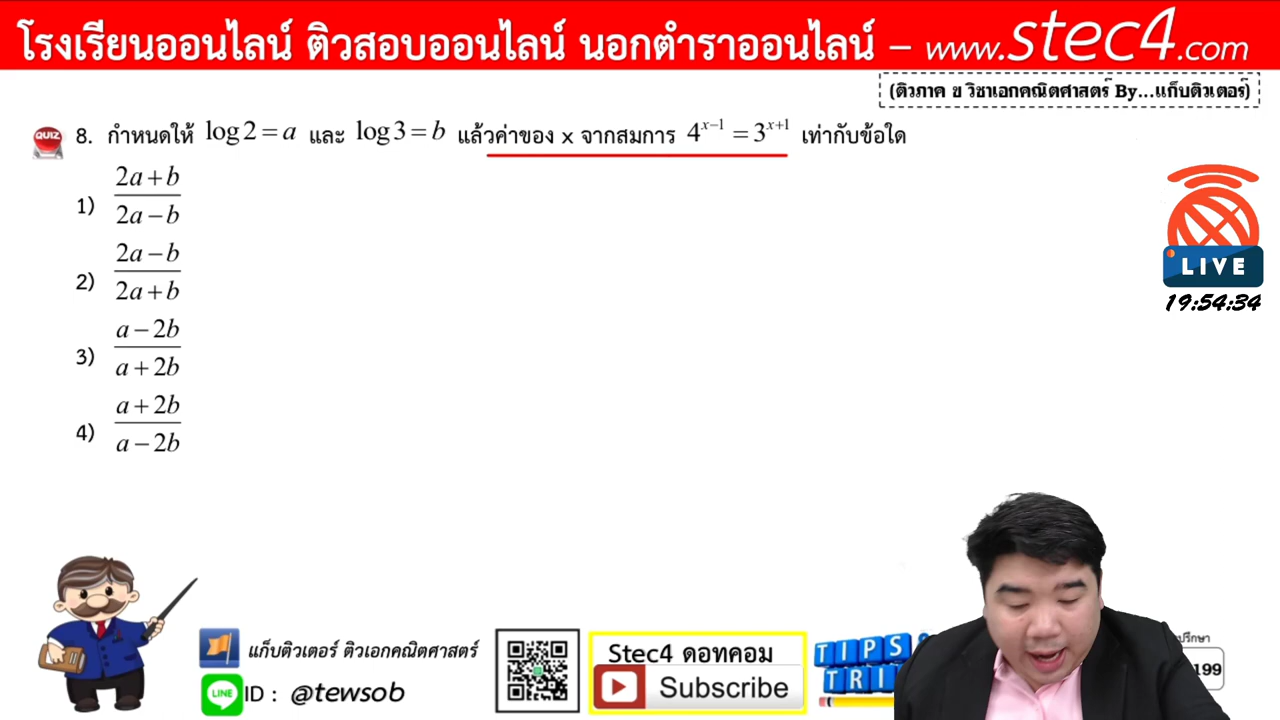 โรงเรียนออนไลน์ ติวสอบออนไลน์ นอกตำราออนไลน์ – www.stec4.com
(ติวภาค ข วิชาเอกคณิตศาสตร์ By...แก็บติวเตอร์)
QUIZ 8. กำหนดให้ log2=a และ log3=b แล้วค่าของ x จากสมการ 4^{x−1}=3^{x+1} เท่ากับข้อใด
1) (2a+b)/(2a−b)
2) (2a−b)/(2a+b)
3) (a−2b)/(a+2b)
4) (a+2b)/(a−2b)
LIVE
19:54:34
แก็บติวเตอร์ ติวเอกคณิตศาสตร์
LINE ID : @tewsob
Stec4 ดอทคอม
Subscribe
TIPS
TRI
ปรึกษา
199